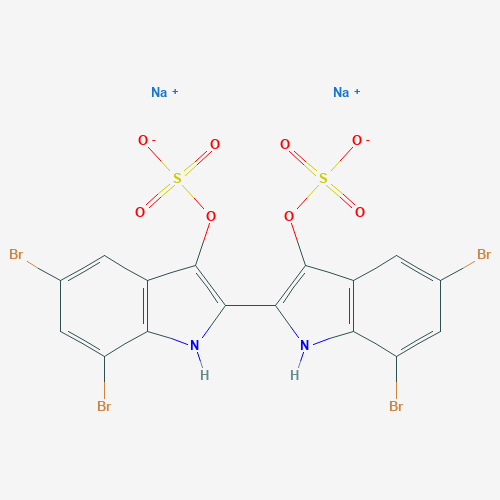 Na + Na +
O - O O O -
S S
O O O O
Br Br
N N
H H
Br Br